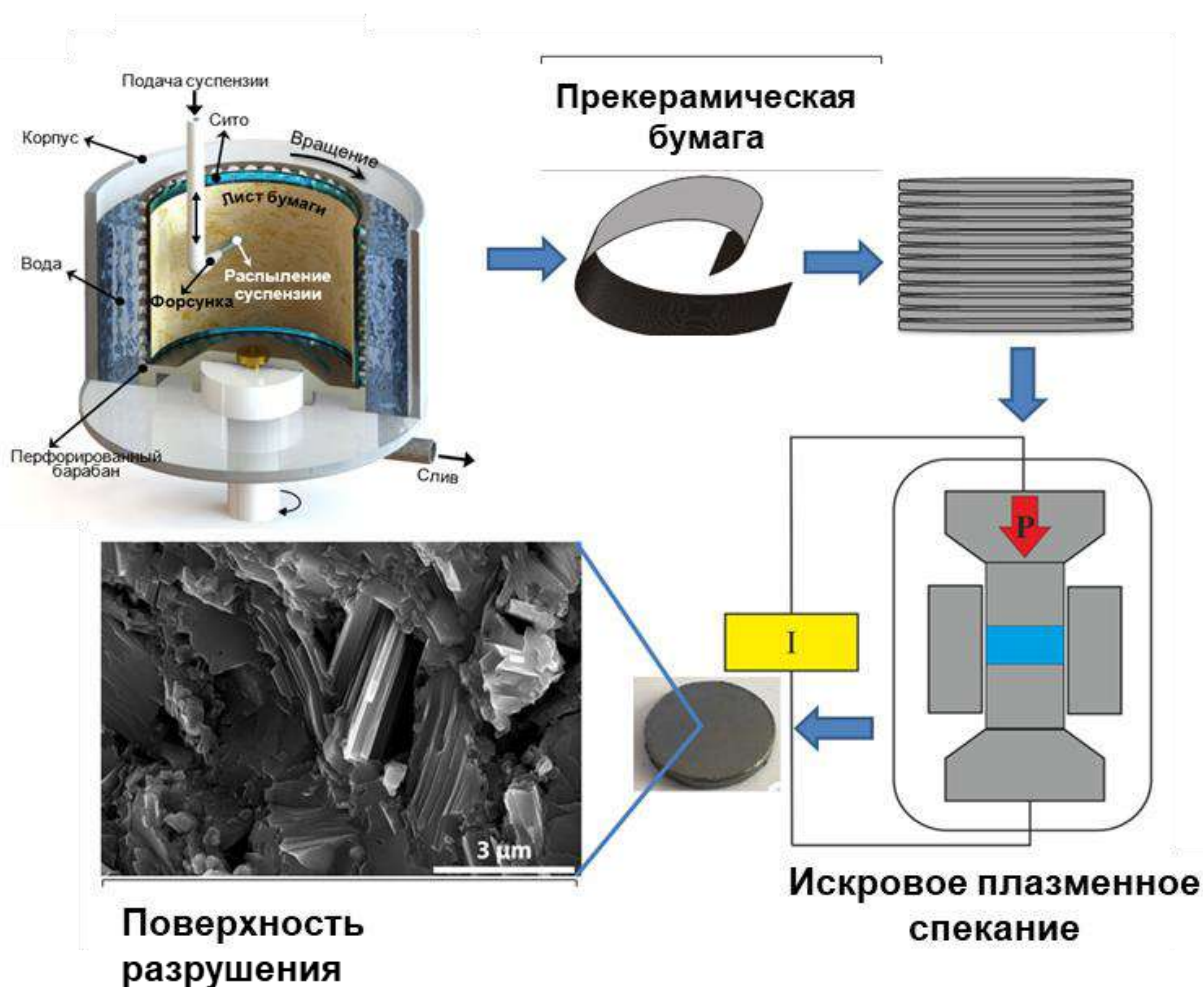 Подача суспензии
Сито
Корпус
Вращение
Лист бумаги
Вода
Распыление
суспензии
Форсунка
Перфорированный
барабан
Слив
Прекерамическая
бумага
P
I
3 µm
Искровое плазменное
спекание
Поверхность
разрушения